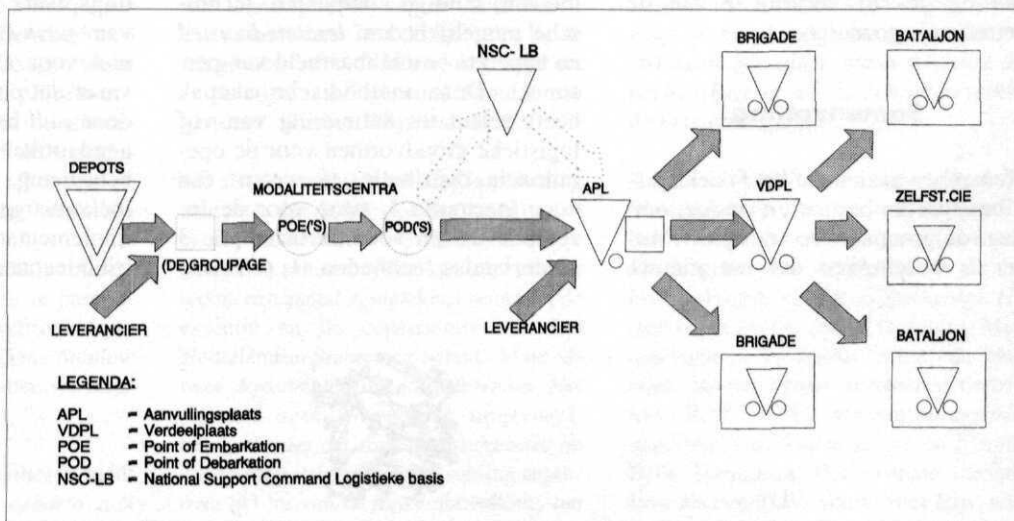 NSC- LB
BRIGADE
BATALJON
DEPOTS
MODALITEITSCENTRA
POE('S)
POD('S)
APL
VDPL
ZELFST.CIE
(DE)GROUPAGE
LEVERANCIER
LEVERANCIER
BRIGADE
BATALJON
LEGENDA:
APL = Aanvullingsplaats
VDPL = Verdeelplaats
POE = Point of Embarkation
POD = Point of Debarkation
NSC-LB = National Support Command Logistieke basis